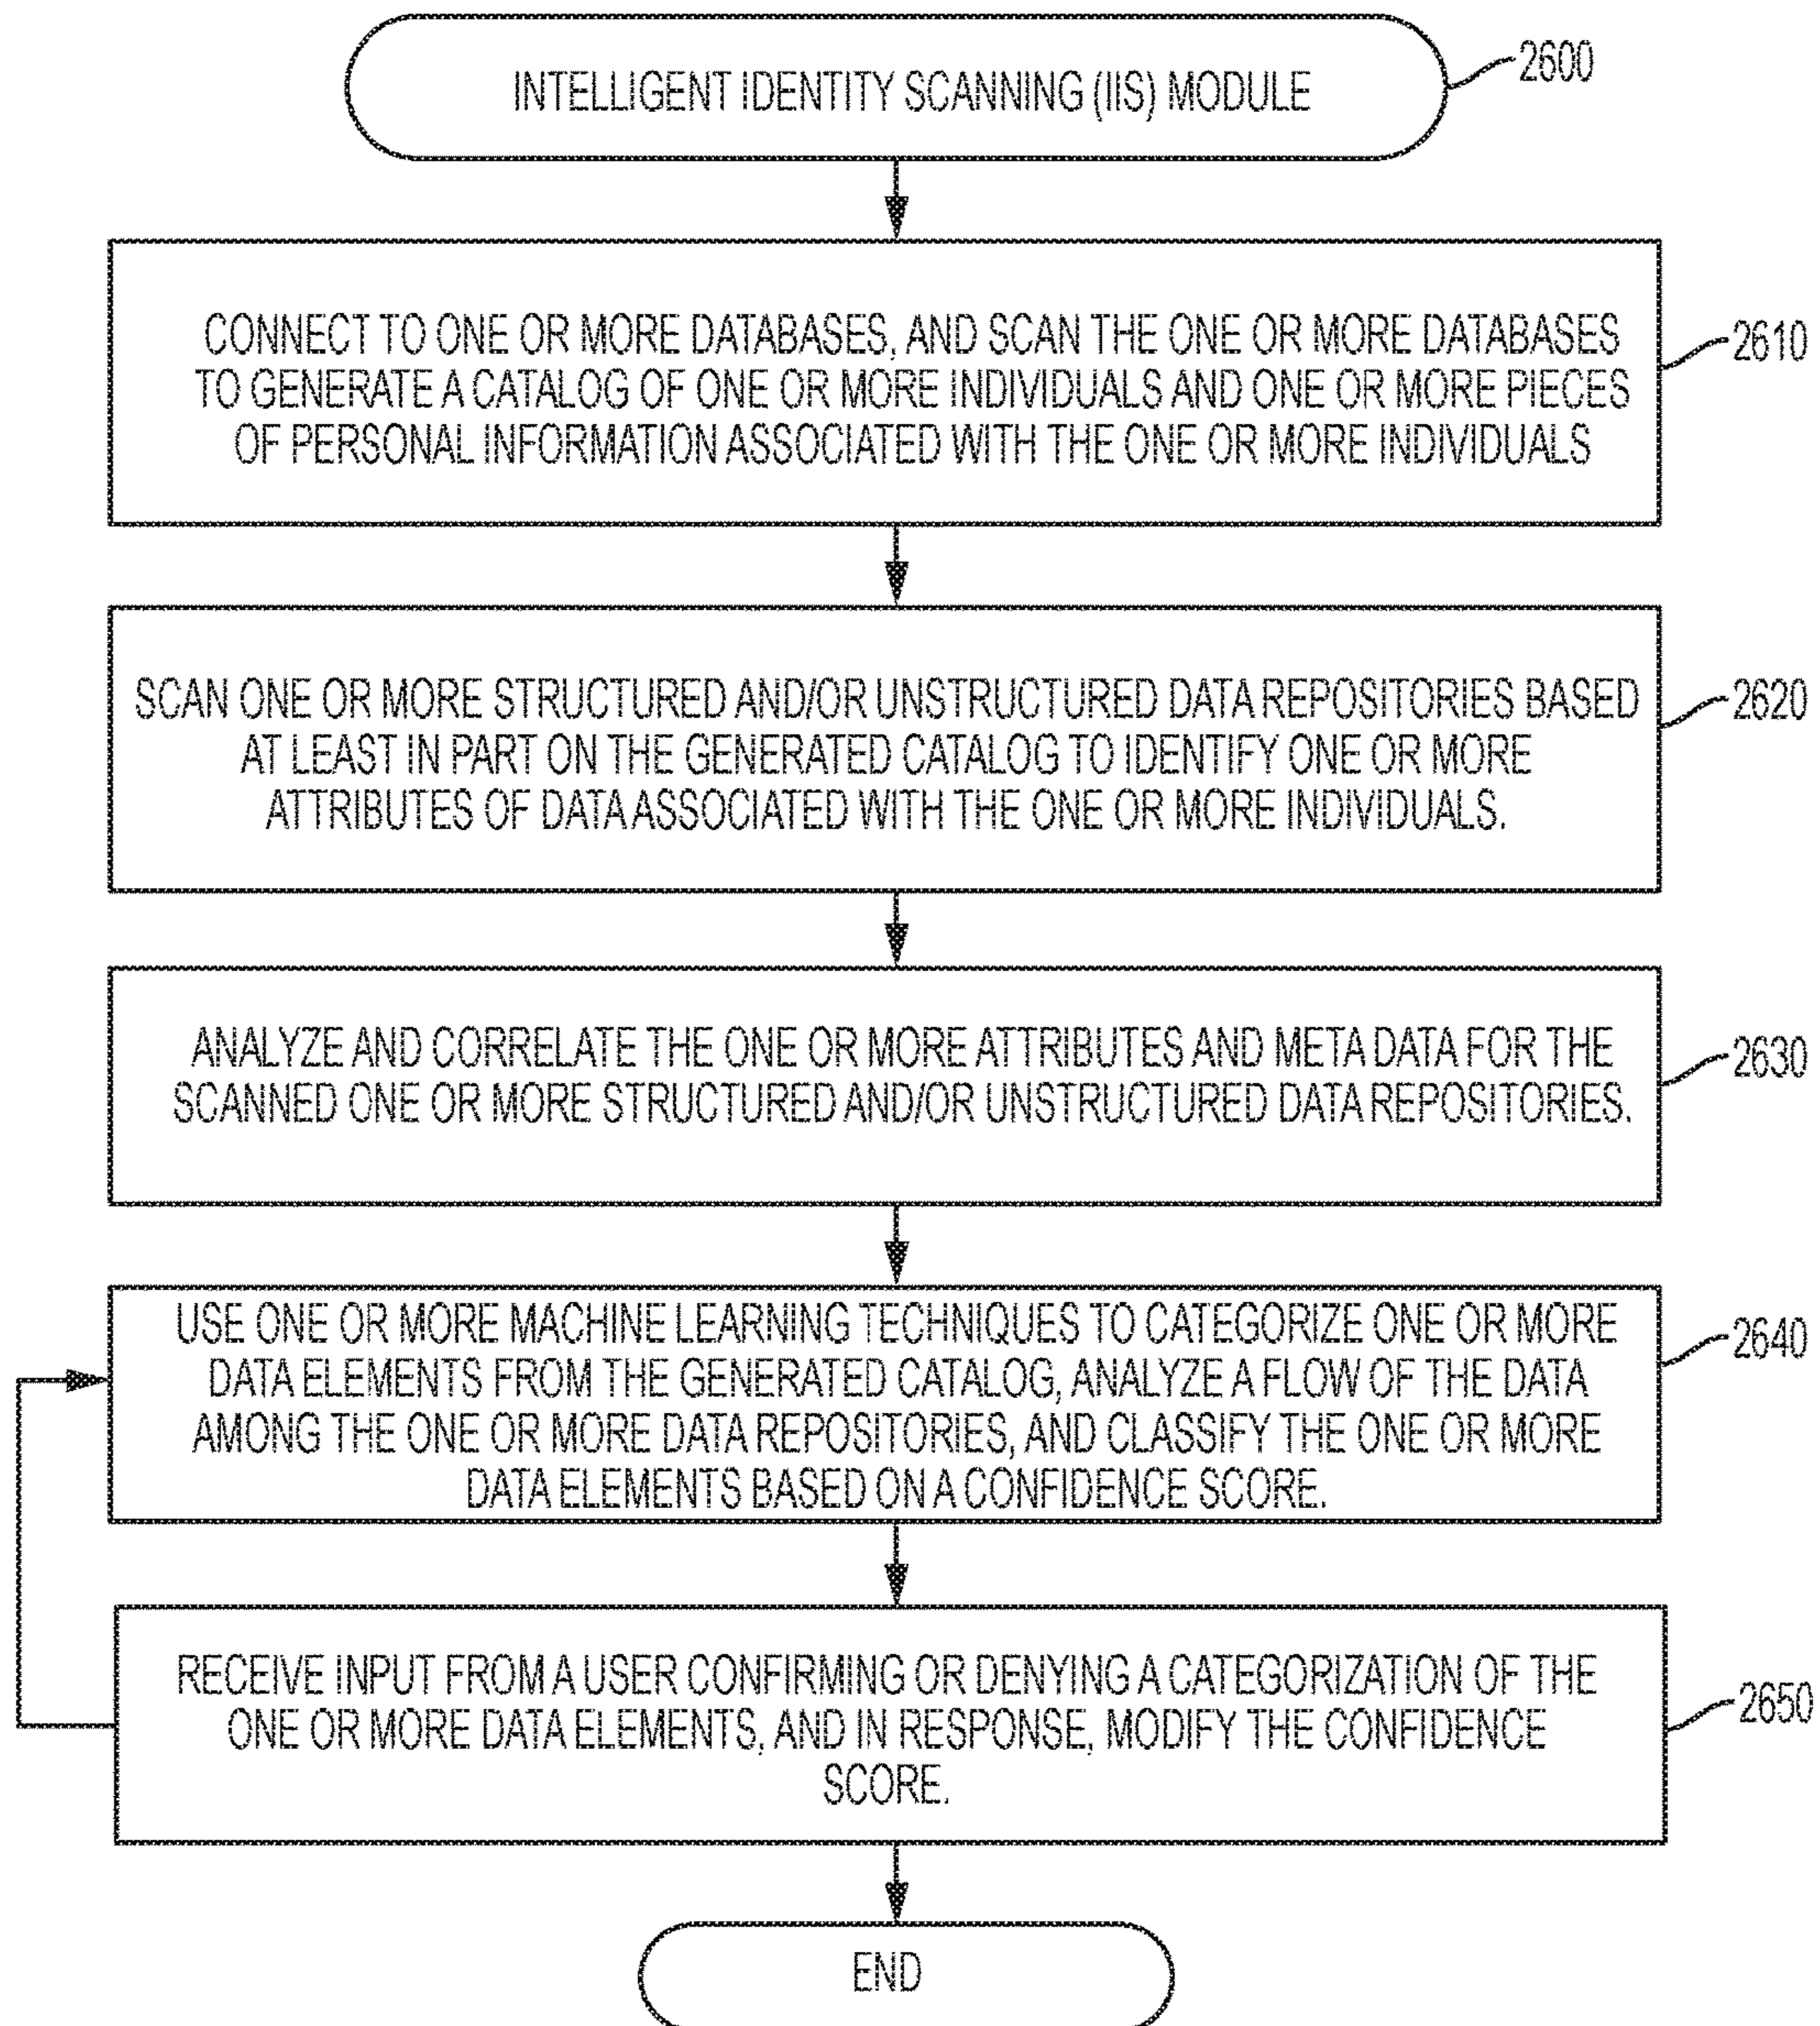 INTELLIGENT IDENTITY SCANNING (IIS) MODULE
2600
CONNECT TO ONE OR MORE DATABASES, AND SCAN THE ONE OR MORE DATABASES
TO GENERATE A CATALOG OF ONE OR MORE INDIVIDUALS AND ONE OR MORE PIECES
OF PERSONAL INFORMATION ASSOCIATED WITH THE ONE OR MORE INDIVIDUALS
2610
SCAN ONE OR MORE STRUCTURED AND/OR UNSTRUCTURED DATA REPOSITORIES BASED
AT LEAST IN PART ON THE GENERATED CATALOG TO IDENTIFY ONE OR MORE
ATTRIBUTES OF DATA ASSOCIATED WITH THE ONE OR MORE INDIVIDUALS.
2620
ANALYZE AND CORRELATE THE ONE OR MORE ATTRIBUTES AND META DATA FOR THE
SCANNED ONE OR MORE STRUCTURED AND/OR UNSTRUCTURED DATA REPOSITORIES.
2630
USE ONE OR MORE MACHINE LEARNING TECHNIQUES TO CATEGORIZE ONE OR MORE
DATA ELEMENTS FROM THE GENERATED CATALOG, ANALYZE A FLOW OF THE DATA
AMONG THE ONE OR MORE DATA REPOSITORIES, AND CLASSIFY THE ONE OR MORE
DATA ELEMENTS BASED ON A CONFIDENCE SCORE.
2640
RECEIVE INPUT FROM A USER CONFIRMING OR DENYING A CATEGORIZATION OF THE
ONE OR MORE DATA ELEMENTS, AND IN RESPONSE, MODIFY THE CONFIDENCE
SCORE.
2650
END